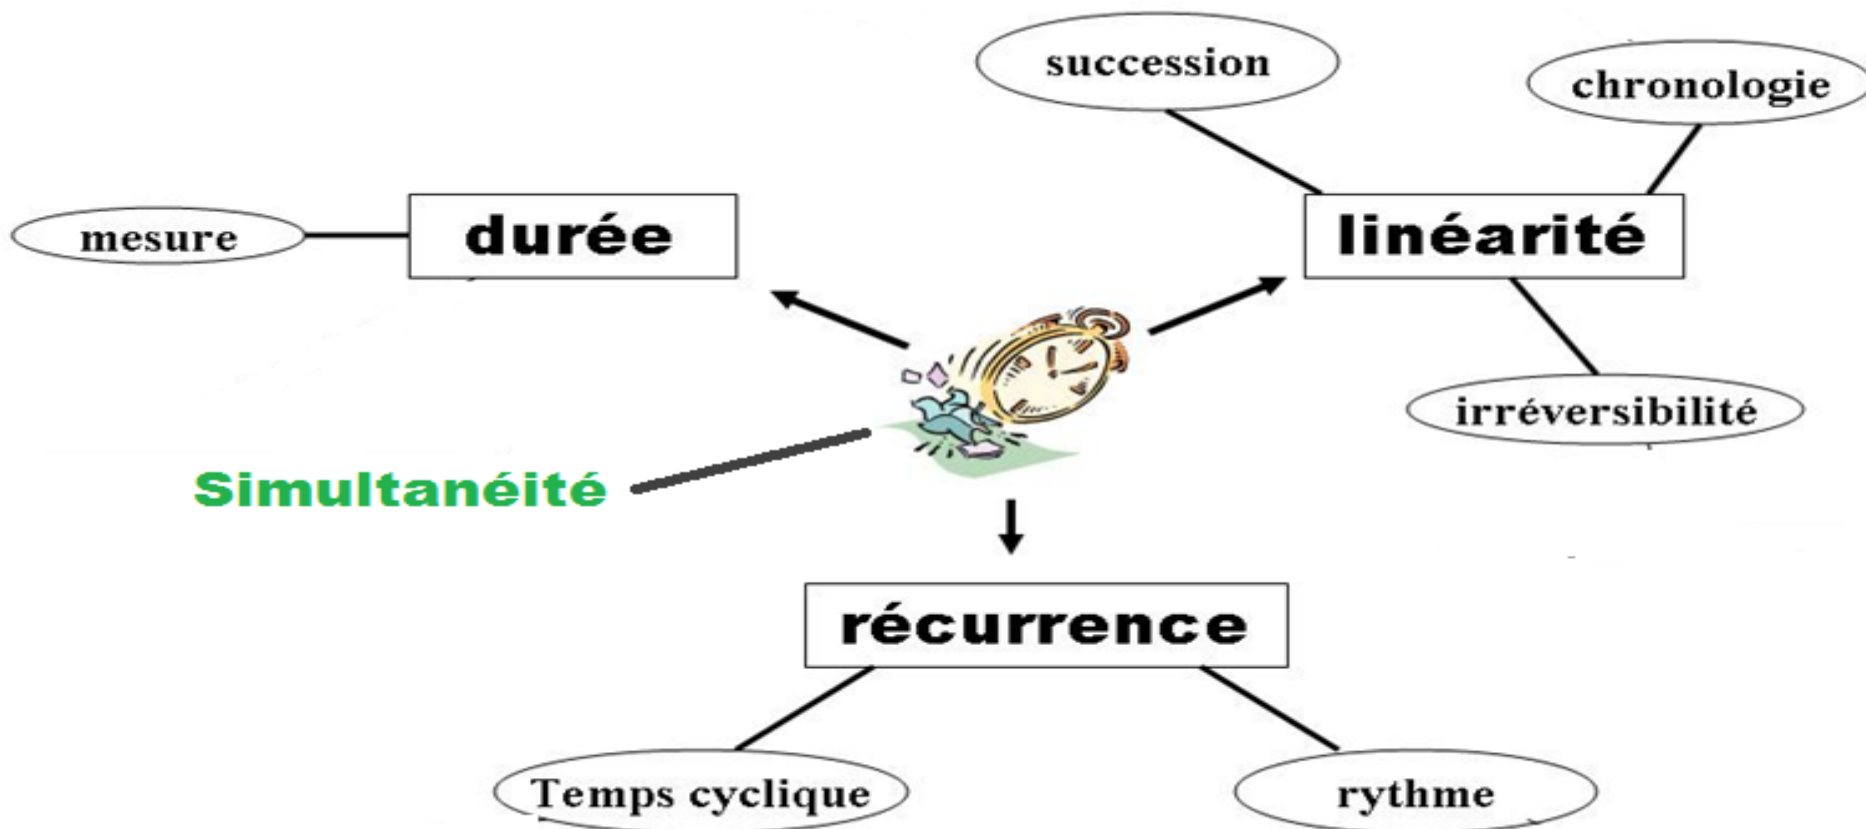 succession
chronologie
mesure
durée
linéarité
irréversibilité
Simultanéité
récurrence
Temps cyclique
rythme